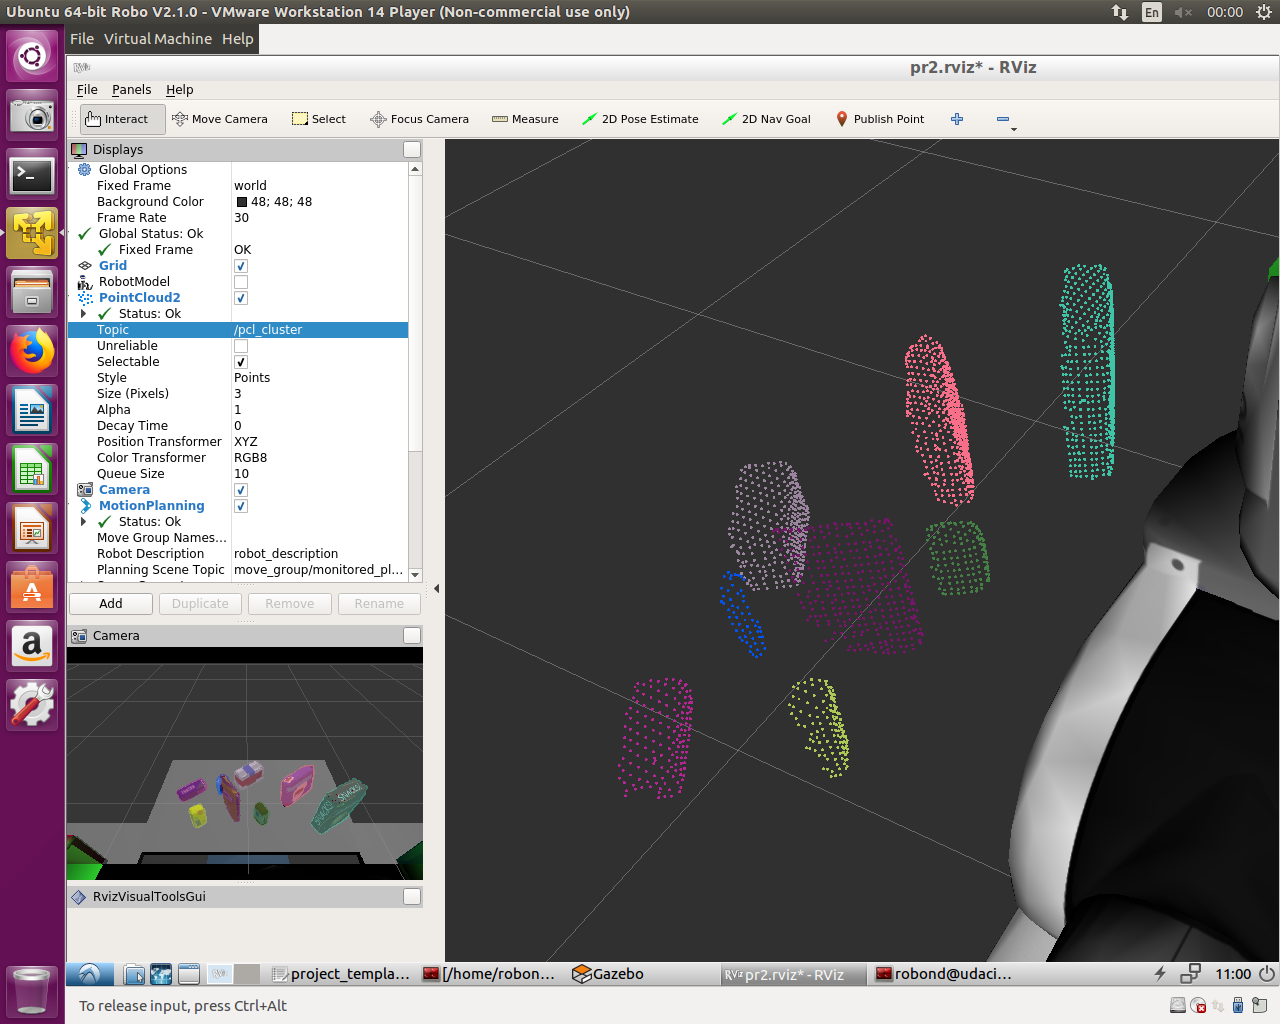 Ubuntu 64-bit Robo V2.1.0 - VMware Workstation 14 Player (Non-commercial use only)
En
00:00
File Virtual Machine Help
pr2.rviz* - RViz
File Panels Help
Interact
Move Camera
Select
Focus Camera
Measure
2D Pose Estimate
2D Nav Goal
Publish Point
Displays
Global Options
Fixed Frame world
Background Color 48; 48; 48
Frame Rate 30
Global Status: Ok
Fixed Frame OK
Grid
RobotModel
PointCloud2
Status: Ok
Topic /pcl_cluster
Unreliable
Selectable
Style Points
Size (Pixels) 3
Alpha 1
Decay Time 0
Position Transformer XYZ
Color Transformer RGB8
Queue Size 10
Camera
MotionPlanning
Status: Ok
Move Group Names...
Robot Description robot_description
Planning Scene Topic move_group/monitored_pl...
Add Duplicate Remove Rename
Camera
SNACKS
RvizVisualToolsGui
project_templa...
[/home/robon...
Gazebo
pr2.rviz* - RViz
robond@udaci...
11:00
To release input, press Ctrl+Alt